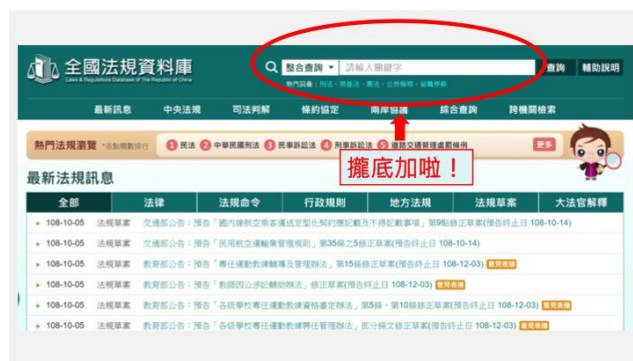 全國法規資料庫
Laws & Regulations Database of The Republic of China
整合查詢 請輸入關鍵字 查詢 輔助說明
最新訊息 中央法規 司法判解 條約協定 兩岸協議 綜合查詢 跨機關檢索
熱門法規瀏覽 1 民法 2 中華民國刑法 3 民事訴訟法 4 刑事訴訟法 5 道路交通管理處罰條例 更多
攏底加啦！
最新法規訊息
全部 法律 法規命令 行政規則 地方法規 法規草案 大法官解釋
108-10-05 法規草案 交通部公告：預告「國內線航空乘客運送定型化契約應記載及不得記載事項」第9點修正草案(預告終止日 108-10-14)
108-10-05 法規草案 交通部公告：預告「民用航空運輸業管理規則」第35條之5修正草案(預告終止日 108-10-14)
108-10-05 法規草案 教育部公告：預告「專任運動教練輔導及管理辦法」第15條修正草案(預告終止日 108-12-03)
108-10-05 法規草案 教育部公告：預告「教師因公涉訟輔助辦法」修正草案(預告終止日 108-12-03)
108-10-05 法規草案 教育部公告：預告「各級學校專任運動教練資格審定辦法」第5條、第10條修正草案(預告終止日 108-12-03)
108-10-05 法規草案 教育部公告：預告「各級學校專任運動教練聘任管理辦法」部分條文修正草案(預告終止日 108-12-03)